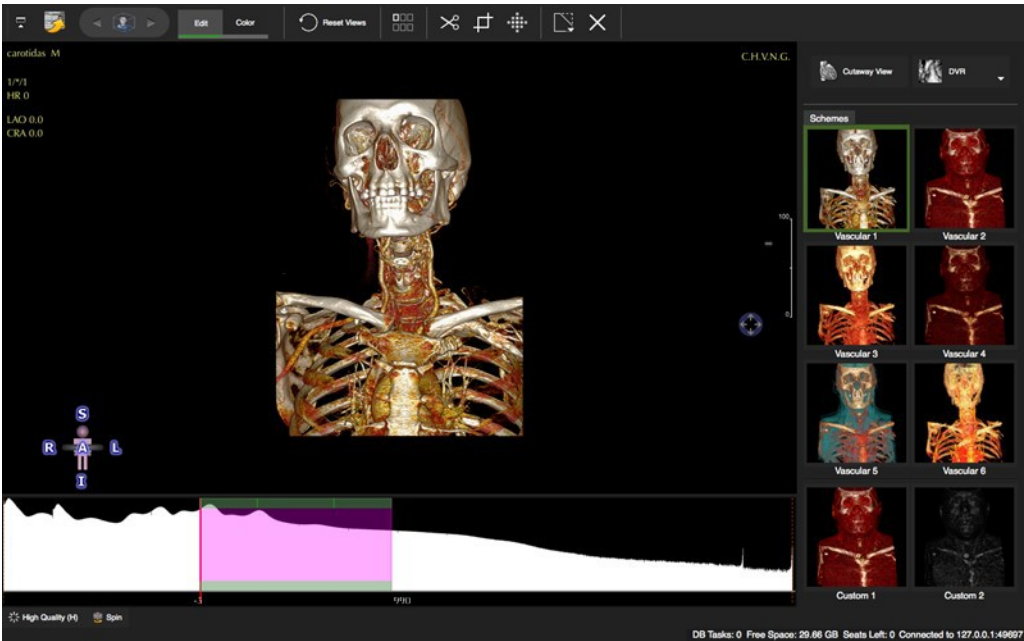 Edit Color Reset Views
carotidas M
C.H.V.N.G.
1/*/1
HR 0
LAO 0.0
CRA 0.0
Cutaway View DVR
Schemes
Vascular 1 Vascular 2
100
0
Vascular 3 Vascular 4
S
R A L
I
Vascular 5 Vascular 6
990
Custom 1 Custom 2
High Quality (H) Spin
DB Tasks: 0 Free Space: 29.66 GB Seats Left: 0 Connected to 127.0.0.1:49697